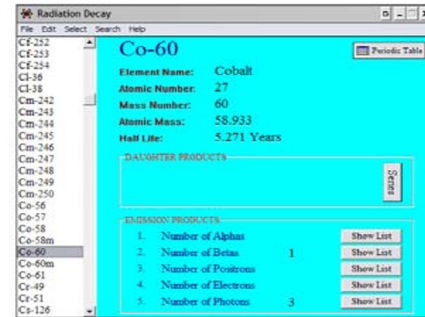 Radiation Decay
File Edit Select Search Help
Cf-252
Cf-253
Cf-254
Cl-36
Cl-38
Cm-242
Cm-243
Cm-244
Cm-245
Cm-246
Cm-247
Cm-248
Cm-249
Cm-250
Co-56
Co-57
Co-58
Co-58m
Co-60
Co-60m
Co-61
Cr-49
Cr-51
Cs-126
Co-60
Periodic Table
Element Name: Cobalt
Atomic Number: 27
Mass Number: 60
Atomic Mass: 58.933
Half Life: 5.271 Years
DAUGHTER PRODUCTS
Series
EMISSION PRODUCTS
1. Number of Alphas Show List
2. Number of Betas 1 Show List
3. Number of Positrons Show List
4. Number of Electrons Show List
5. Number of Photons 3 Show List